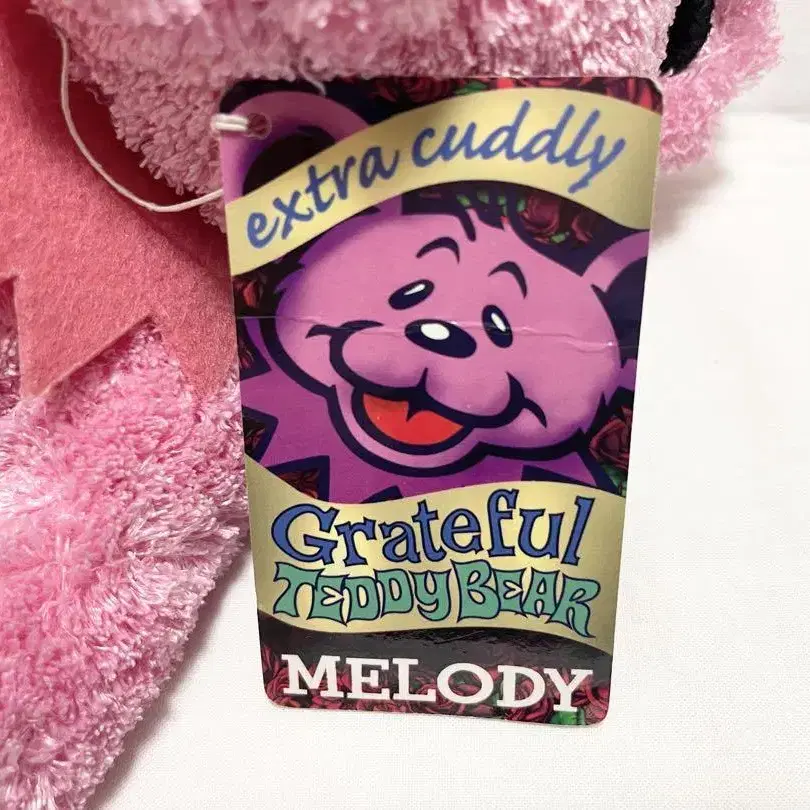 extra cuddly
Grateful
TEDDY BEAR
MELODY